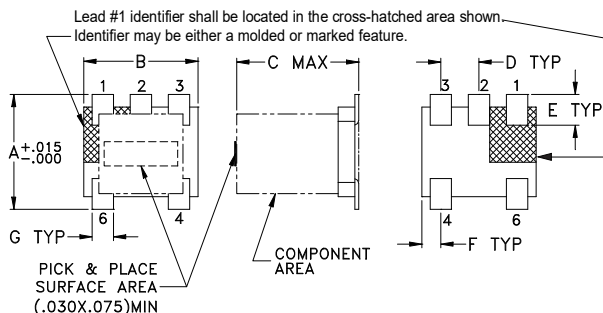 Lead #1 identifier shall be located in the cross-hatched area shown.
Identifier may be either a molded or marked feature.
B
C MAX
D TYP
1 2 3
3 2 1
E TYP
A +.015
-.000
6 4
4 6
G TYP
F TYP
COMPONENT
AREA
PICK & PLACE
SURFACE AREA
(.030X.075)MIN